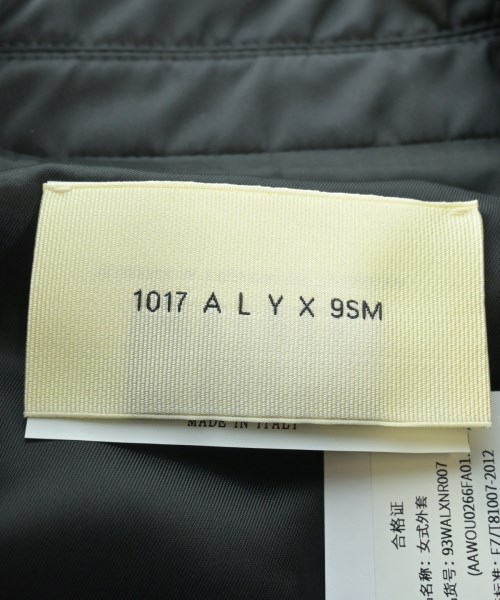 1017 A L Y X 9SM
MADE IN ITALY
合格证
品名称: 女式外套
货号: 93WALXNR007
(AAWOU0266FA01
标准: FZ/T81007-2012